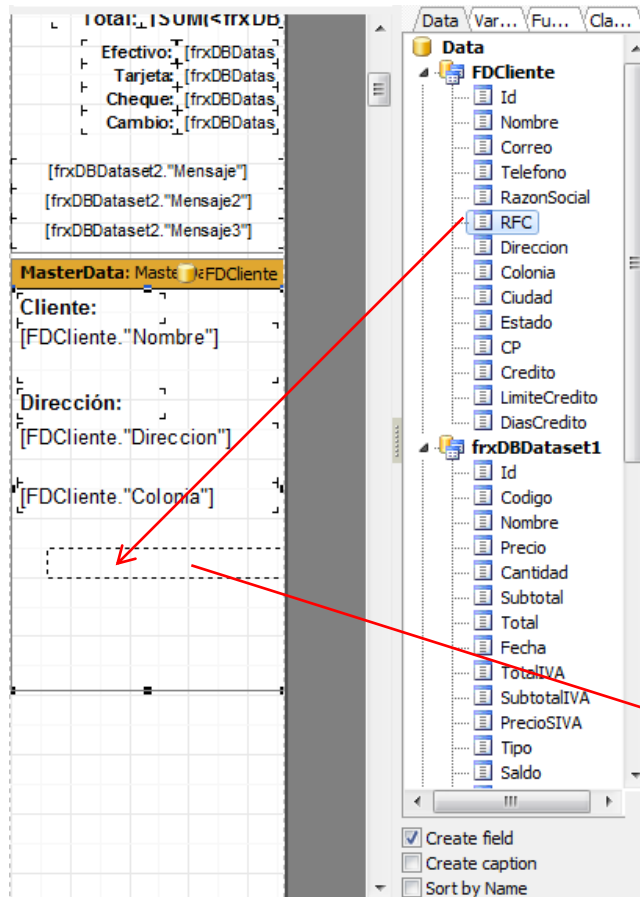 Total: [SUM(<frxDB
Efectivo: [frxDBDatas
Tarjeta: [frxDBDatas
Cheque: [frxDBDatas
Cambio: [frxDBDatas
[frxDBDataset2."Mensaje"]
[frxDBDataset2."Mensaje2"]
[frxDBDataset2."Mensaje3"]
MasterData: Maste FDCliente
Cliente:
[FDCliente."Nombre"]
Dirección:
[FDCliente."Direccion"]
[FDCliente."Colonia"]
Data Var... Fu... Cla...
Data
FDCliente
Id
Nombre
Correo
Telefono
RazonSocial
RFC
Direccion
Colonia
Ciudad
Estado
CP
Credito
LimiteCredito
DiasCredito
frxDBDataset1
Id
Codigo
Nombre
Precio
Cantidad
Subtotal
Total
Fecha
TotalIVA
SubtotalIVA
PrecioSIVA
Tipo
Saldo
Create field
Create caption
Sort by Name